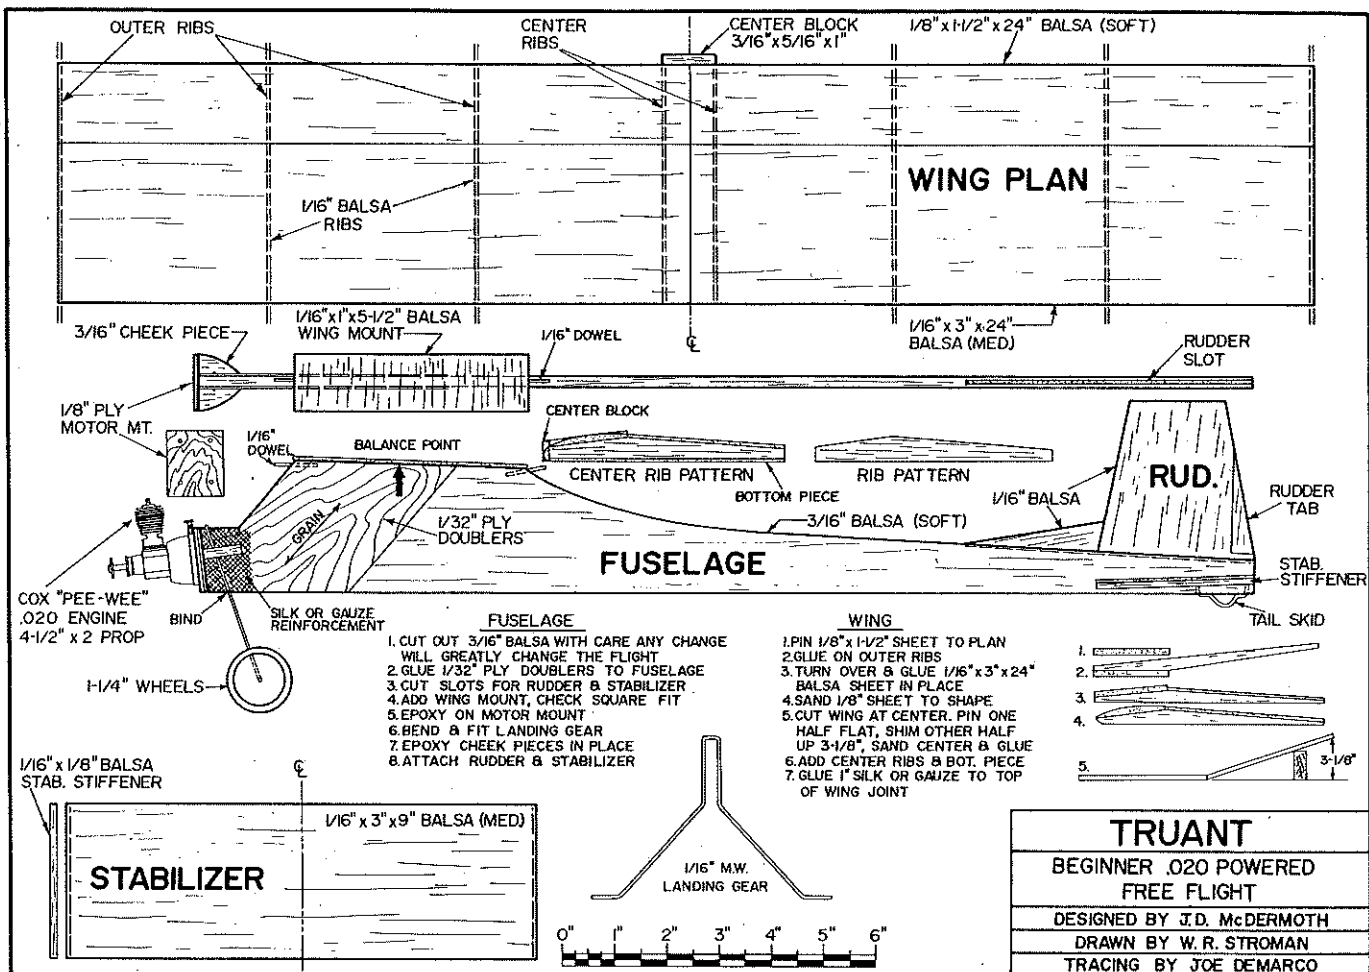 OUTER RIBS
CENTER
RIBS
CENTER BLOCK
3/16"x5/16"x1"
1/8"x1-1/2"x24" BALSA (SOFT)
WING PLAN
1/16" BALSA
RIBS
3/16" CHEEK PIECE
1/16"x1"x5-1/2" BALSA
WING MOUNT
1/16" DOWEL
℄
1/16"x3"x24"
BALSA (MED)
RUDDER
SLOT
1/8" PLY
MOTOR MT.
1/16"
DOWEL
BALANCE POINT
CENTER BLOCK
CENTER RIB PATTERN
BOTTOM PIECE
RIB PATTERN
1/16" BALSA
RUD.
RUDDER
TAB
GRAIN
1/32" PLY
DOUBLERS
3/16" BALSA (SOFT)
FUSELAGE
STAB.
STIFFENER
TAIL SKID
COX "PEE-WEE"
.020 ENGINE
4-1/2" x 2 PROP
BIND
SILK OR GAUZE
REINFORCEMENT
1-1/4" WHEELS
FUSELAGE
1. CUT OUT 3/16" BALSA WITH CARE ANY CHANGE
WILL GREATLY CHANGE THE FLIGHT
2. GLUE 1/32" PLY DOUBLERS TO FUSELAGE
3. CUT SLOTS FOR RUDDER & STABILIZER
4. ADD WING MOUNT, CHECK SQUARE FIT
5. EPOXY ON MOTOR MOUNT
6. BEND & FIT LANDING GEAR
7. EPOXY CHEEK PIECES IN PLACE
8. ATTACH RUDDER & STABILIZER
WING
1. PIN 1/8"x1-1/2" SHEET TO PLAN
2. GLUE ON OUTER RIBS
3. TURN OVER & GLUE 1/16"x3"x24"
BALSA SHEET IN PLACE
4. SAND 1/8" SHEET TO SHAPE
5. CUT WING AT CENTER. PIN ONE
HALF FLAT, SHIM OTHER HALF
UP 3-1/8", SAND CENTER & GLUE
6. ADD CENTER RIBS & BOT. PIECE
7. GLUE 1" SILK OR GAUZE TO TOP
OF WING JOINT
1.
2.
3.
4.
5.
3-1/8"
1/16"x1/8" BALSA
STAB. STIFFENER
℄
1/16"x3"x9" BALSA (MED)
STABILIZER
1/16" M.W.
LANDING GEAR
0" 1" 2" 3" 4" 5" 6"
TRUANT
BEGINNER .020 POWERED
FREE FLIGHT
DESIGNED BY J.D. McDERMOTH
DRAWN BY W.R. STROMAN
TRACING BY JOE DEMARCO